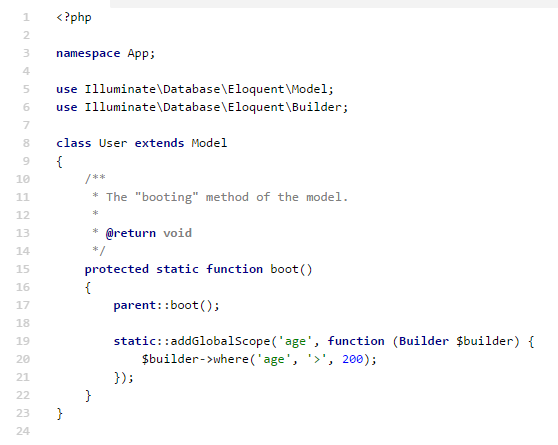 1 <?php
2
3 namespace App;
4
5 use Illuminate\Database\Eloquent\Model;
6 use Illuminate\Database\Eloquent\Builder;
7
8 class User extends Model
9 {
10     /**
11      * The "booting" method of the model.
12      *
13      * @return void
14      */
15     protected static function boot()
16     {
17         parent::boot();
18
19         static::addGlobalScope('age', function (Builder $builder) {
20             $builder->where('age', '>', 200);
21         });
22     }
23 }
24